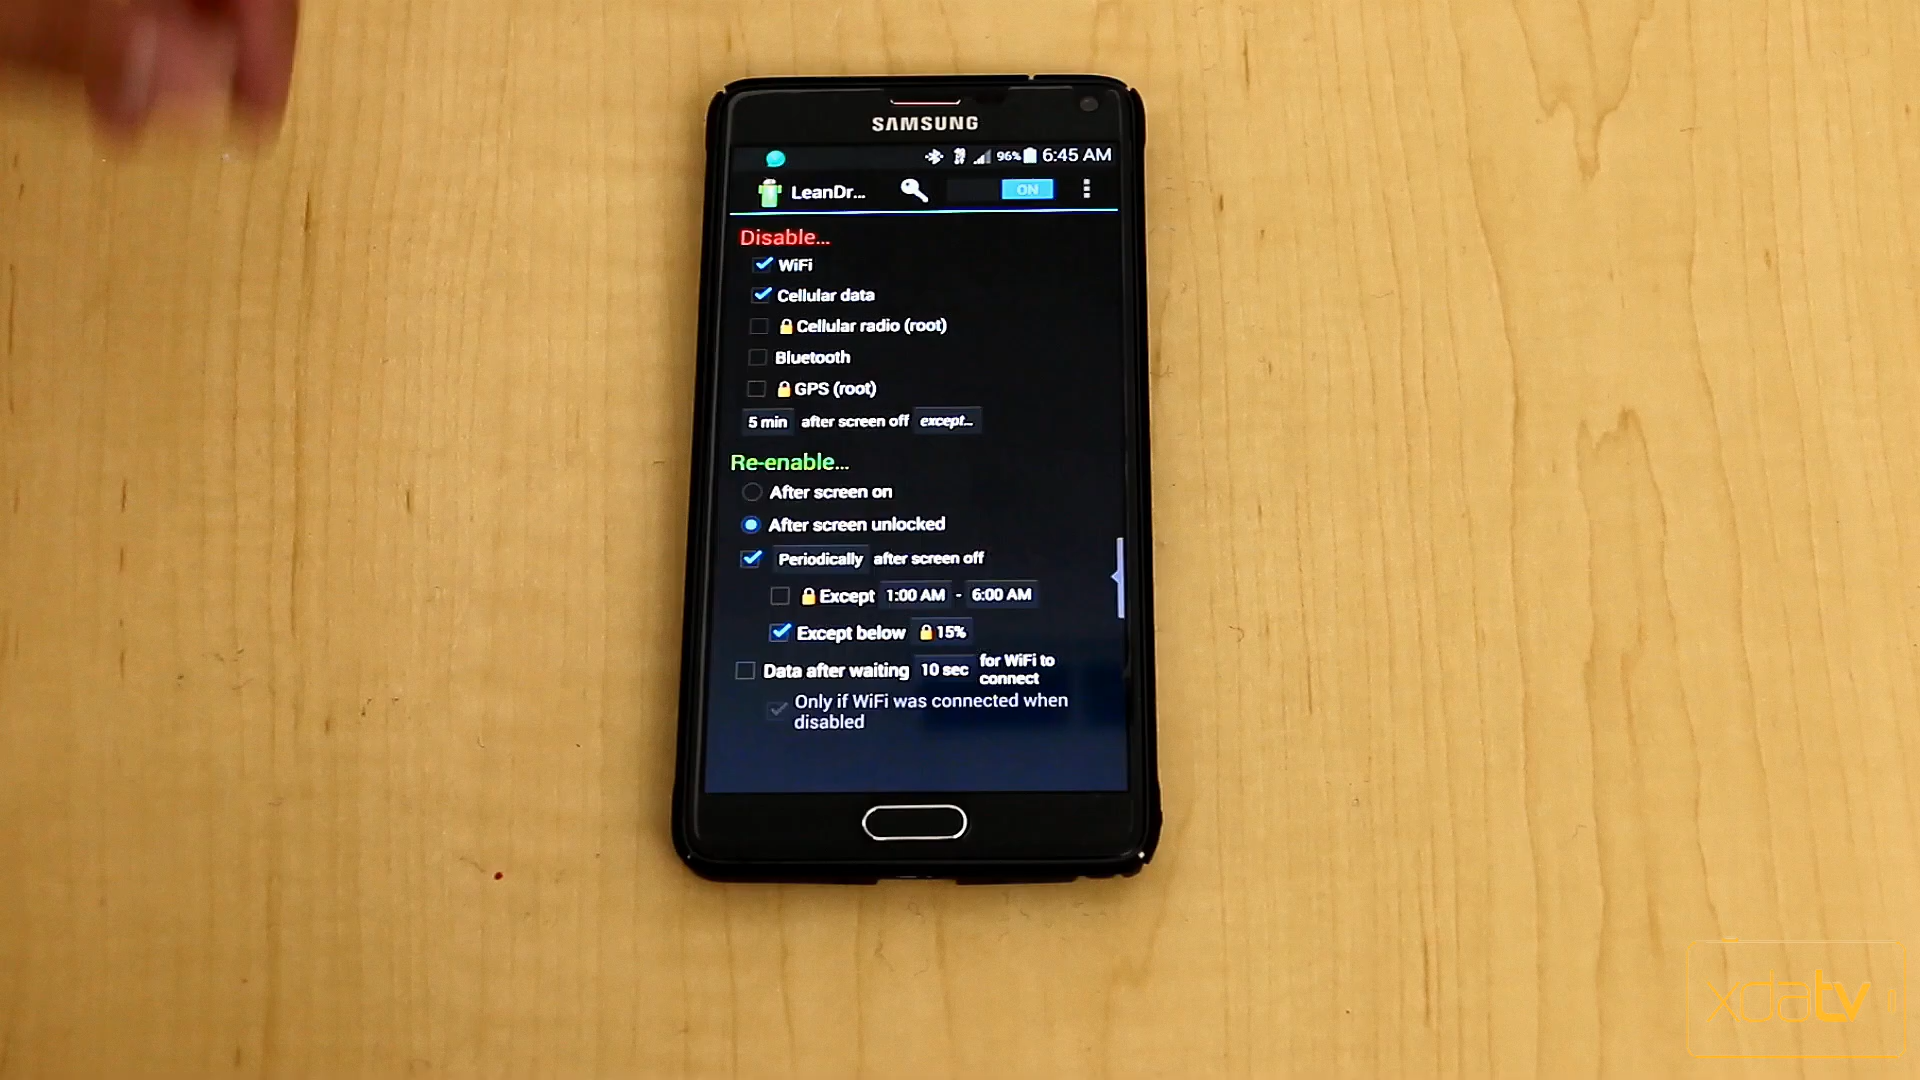 SAMSUNG
96% 6:45 AM
LeanDr... ON
Disable...
WiFi
Cellular data
Cellular radio (root)
Bluetooth
GPS (root)
5 min after screen off except...
Re-enable...
After screen on
After screen unlocked
Periodically after screen off
Except 1:00 AM - 6:00 AM
Except below 15%
Data after waiting 10 sec for WiFi to
connect
Only if WiFi was connected when
disabled
xdatv